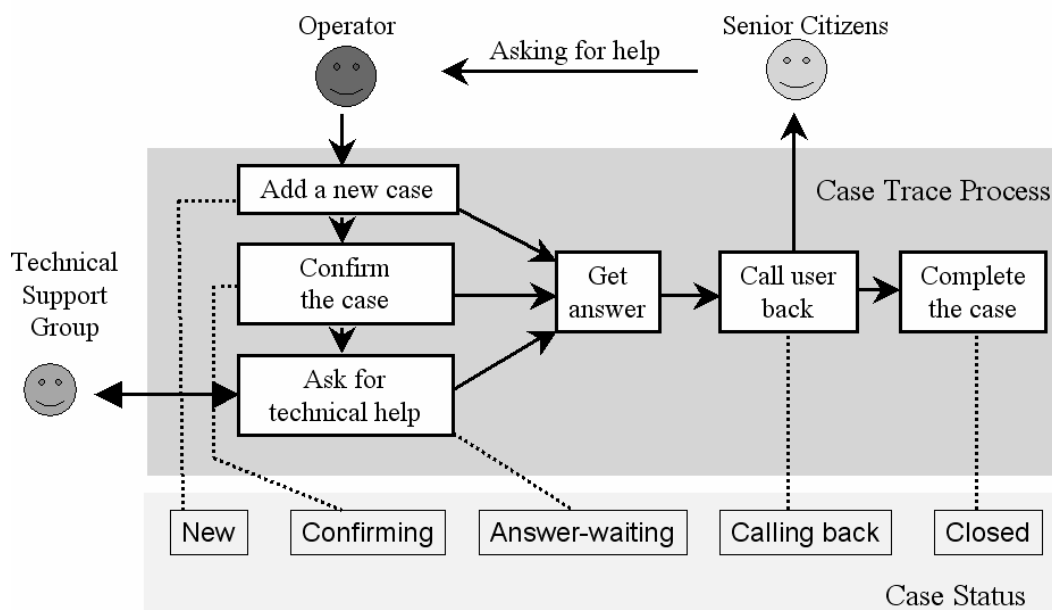 Operator
Senior Citizens
Asking for help
Add a new case
Case Trace Process
Technical
Support
Group
Confirm
the case
Get
answer
Call user
back
Complete
the case
Ask for
technical help
New
Confirming
Answer-waiting
Calling back
Closed
Case Status